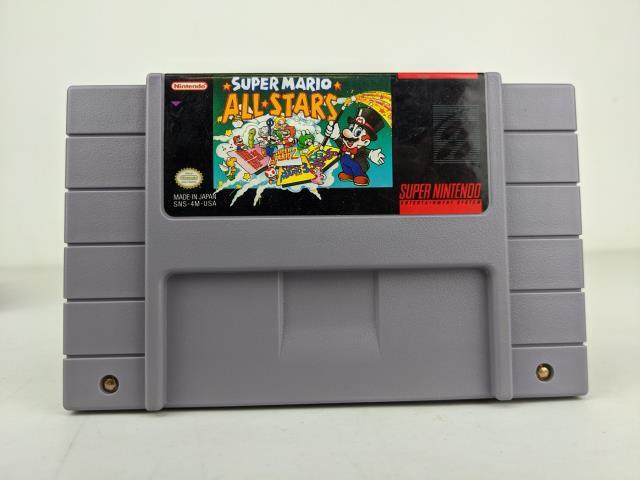 Nintendo
SUPER MARIO
ALL★STARS
MADE IN JAPAN
SNS-4M-USA
SUPER NINTENDO
ENTERTAINMENT SYSTEM